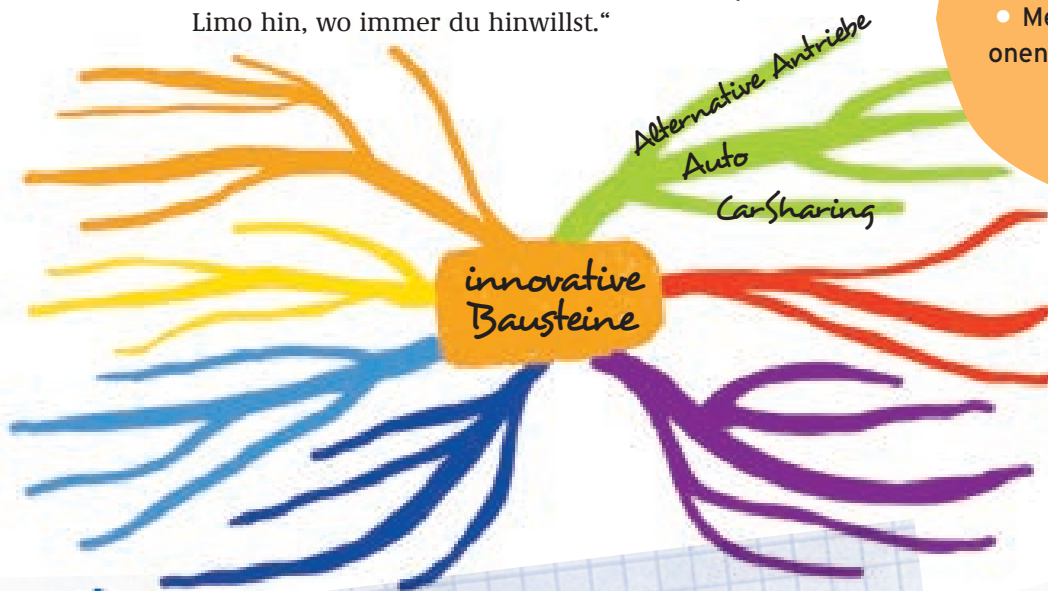 Limo hin, wo immer du hinwillst.“
Alternative Antriebe
Auto
CarSharing
innovative
Bausteine